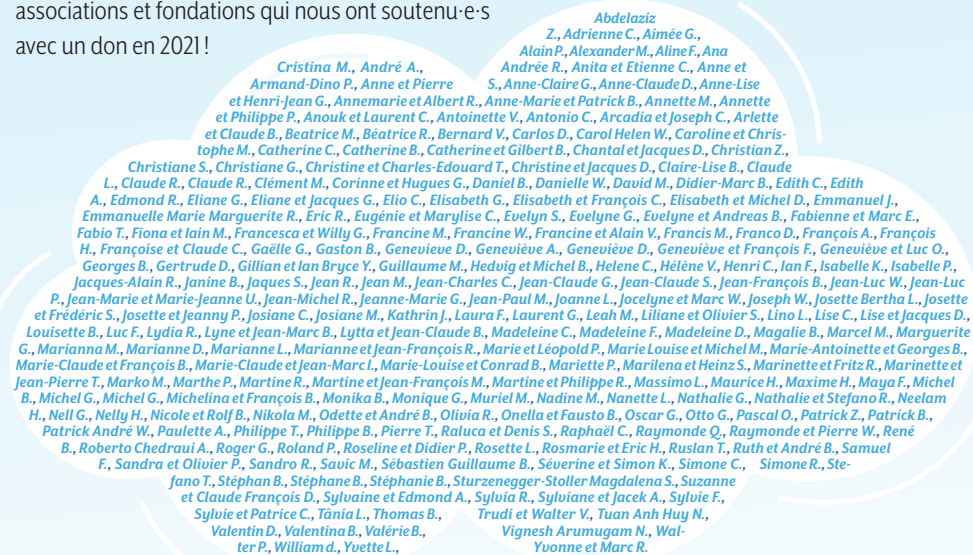 associations et fondations qui nous ont soutenu·e·s
avec un don en 2021!
Abdelaziz
Z., Adrienne C., Aimée G.,
Alain P., Alexander M., Aline F., Ana
Cristina M., André A., Andrée R., Anita et Etienne C., Anne et
Armand-Dino P., Anne et Pierre S., Anne-Claire G., Anne-Claude D., Anne-Lise
et Henri-Jean G., Annemarie et Albert R., Anne-Marie et Patrick B., Annette M., Annette
et Philippe P., Anouk et Laurent C., Antoinette V., Antonio C., Arcadia et Joseph C., Arlette
et Claude B., Beatrice M., Béatrice R., Bernard V., Carlos D., Carol Helen W., Caroline et Chris-
tophe M., Catherine C., Catherine B., Catherine et Gilbert B., Chantal et Jacques D., Christian Z.,
Christiane S., Christiane G., Christine et Charles-Edouard T., Christine et Jacques D., Claire-Lise B., Claude
L., Claude R., Claude R., Clément M., Corinne et Hugues G., Daniel B., Danielle W., David M., Didier-Marc B., Edith C., Edith
A., Edmond R., Eliane G., Eliane et Jacques G., Elio C., Elisabeth G., Elisabeth et François C., Elisabeth et Michel D., Emmanuel J.,
Emmanuelle Marie Marguerite R., Eric R., Eugénie et Marylise C., Evelyn S., Evelyne G., Evelyne et Andreas B., Fabienne et Marc E.,
Fabio T., Fiona et Iain M., Francesca et Willy G., Francine M., Francine W., Francine et Alain V., Francis M., Franco D., François A., François
H., Françoise et Claude C., Gaëlle G., Gaston B., Genevieve D., Geneviève A., Geneviève D., Geneviève et François F., Geneviève et Luc O.,
Georges B., Gertrude D., Gillian et Ian Bryce Y., Guillaume M., Hedvig et Michel B., Helene C., Hélène V., Henri C., Ian F., Isabelle K., Isabelle P.,
Jacques-Alain R., Janine B., Jaques S., Jean R., Jean M., Jean-Charles C., Jean-Claude G., Jean-Claude S., Jean-François B., Jean-Luc W., Jean-Luc
P., Jean-Marie et Marie-Jeanne U., Jean-Michel R., Jeanne-Marie G., Jean-Paul M., Joanne L., Jocelyne et Marc W., Joseph W., Josette Bertha L., Josette
et Frédéric S., Josette et Jeanny P., Josiane C., Josiane M., Kathrin J., Laura F., Laurent G., Leah M., Liliane et Olivier S., Lino L., Lise C., Lise et Jacques D.,
Louisette B., Luc F., Lydia R., Lyne et Jean-Marc B., Lytta et Jean-Claude B., Madeleine C., Madeleine F., Madeleine D., Magalie B., Marcel M., Marguerite
G., Marianna M., Marianne D., Marianne L., Marianne et Jean-François R., Marie et Léopold P., Marie Louise et Michel M., Marie-Antoinette et Georges B.,
Marie-Claude et François B., Marie-Claude et Jean-Marc I., Marie-Louise et Conrad B., Mariette P., Marilena et Heinz S., Marinette et Fritz R., Marinette et
Jean-Pierre T., Marko M., Marthe P., Martine R., Martine et Jean-François M., Martine et Philippe R., Massimo L., Maurice H., Maxime H., Maya F., Michel
B., Michel G., Michel G., Michelina et François B., Monika B., Monique G., Muriel M., Nadine M., Nanette L., Nathalie G., Nathalie et Stefano R., Neelam
H., Nell G., Nelly H., Nicole et Rolf B., Nikola M., Odette et André B., Olivia R., Onella et Fausto B., Oscar G., Otto G., Pascal O., Patrick Z., Patrick B.,
Patrick André W., Paulette A., Philippe T., Philippe B., Pierre T., Raluca et Denis S., Raphaël C., Raymonde Q., Raymonde et Pierre W., René
B., Roberto Chedraui A., Roger G., Roland P., Roseline et Didier P., Rosette L., Rosmarie et Eric H., Ruslan T., Ruth et André B., Samuel
F., Sandra et Olivier P., Sandro R., Savic M., Sébastien Guillaume B., Séverine et Simon K., Simone C., Simone R., Ste-
fano T., Stéphan B., Stéphane B., Stéphanie B., Sturzenegger-Stoller Magdalena S., Suzanne
et Claude François D., Sylvaine et Edmond A., Sylvia R., Sylviane et Jacek A., Sylvie F.,
Sylvie et Patrice C., Tânia L., Thomas B., Trudi et Walter V., Tuan Anh Huy N.,
Valentin D., Valentina B., Valérie B., Vignesh Arumugam N., Wal-
ter P., William d., Yvette L., Yvonne et Marc R.